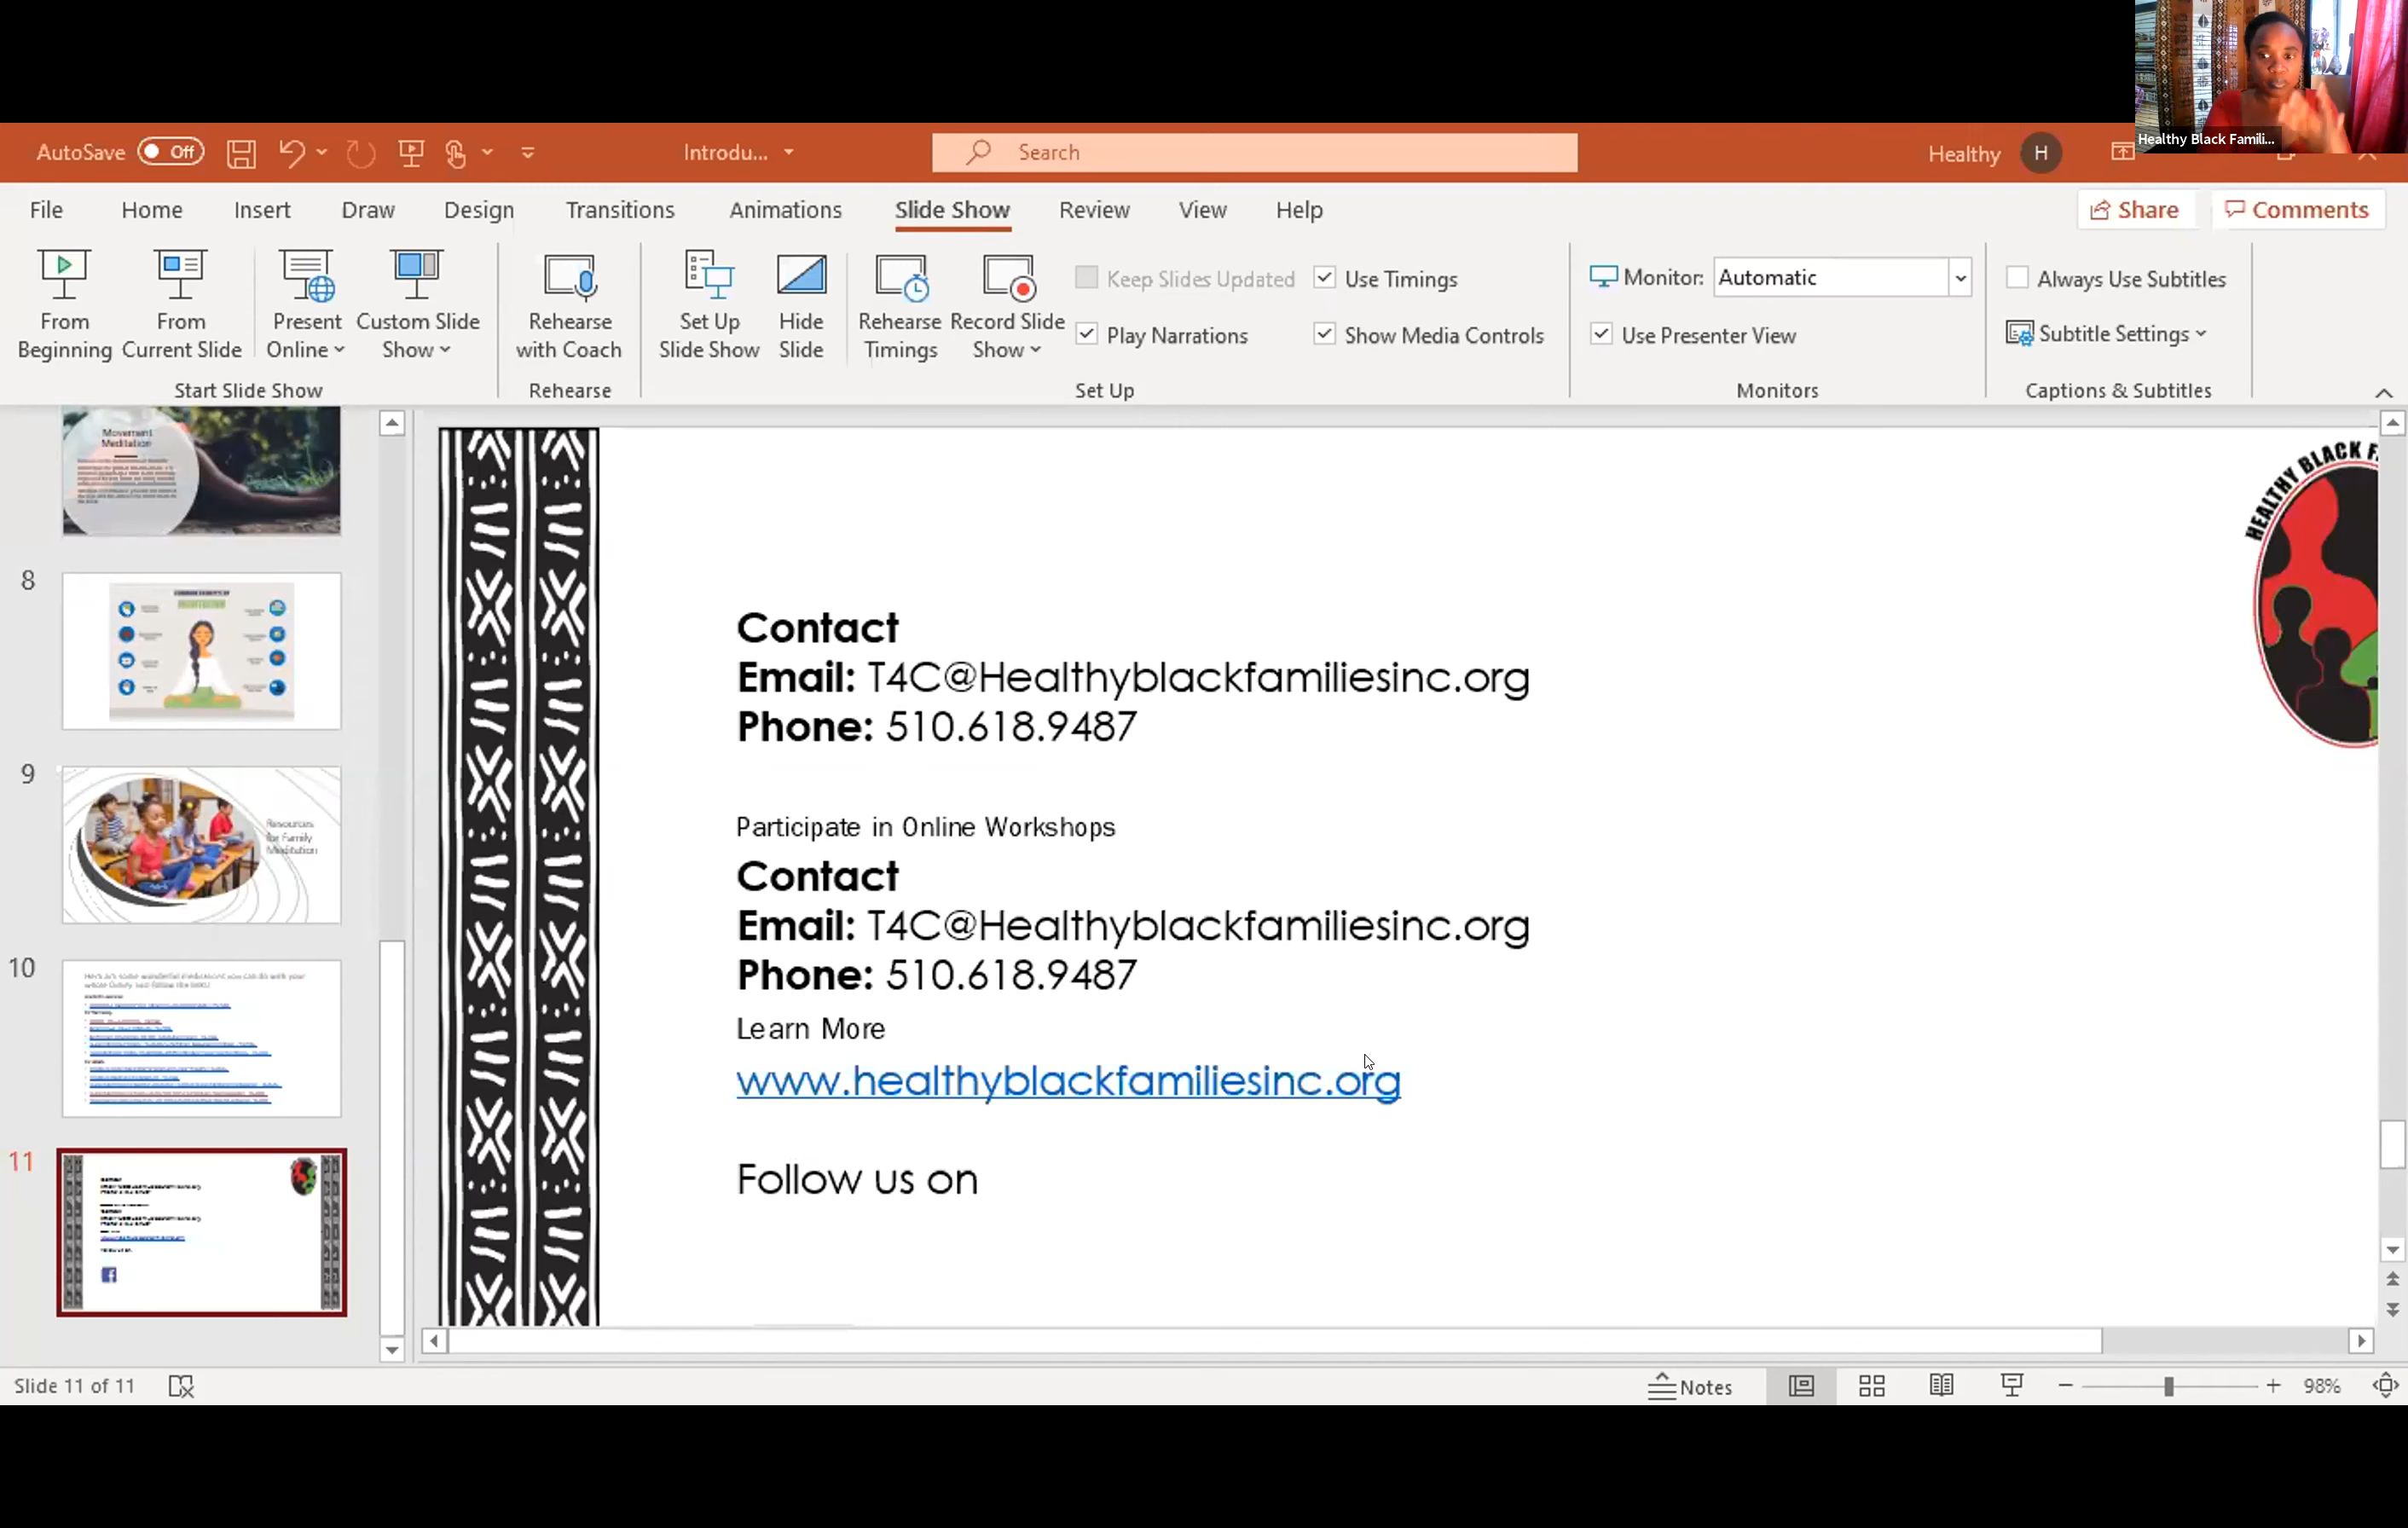 Healthy Black Famili...
AutoSave Off Introdu... Search Healthy H
File Home Insert Draw Design Transitions Animations Slide Show Review View Help Share Comments
From Beginning
From Current Slide
Present Online
Custom Slide Show
Start Slide Show
Rehearse with Coach
Rehearse
Set Up Slide Show
Hide Slide
Rehearse Timings
Record Slide Show
Keep Slides Updated
Use Timings
Play Narrations
Show Media Controls
Set Up
Monitor: Automatic
Use Presenter View
Monitors
Always Use Subtitles
Subtitle Settings
Captions & Subtitles
Movement
Meditation
8
9
Resources
for Family
Meditation
10
11
HEALTHY BLACK F
Contact
Email: T4C@Healthyblackfamiliesinc.org
Phone: 510.618.9487
Participate in Online Workshops
Contact
Email: T4C@Healthyblackfamiliesinc.org
Phone: 510.618.9487
Learn More
www.healthyblackfamiliesinc.org
Follow us on
Slide 11 of 11 Notes 98%